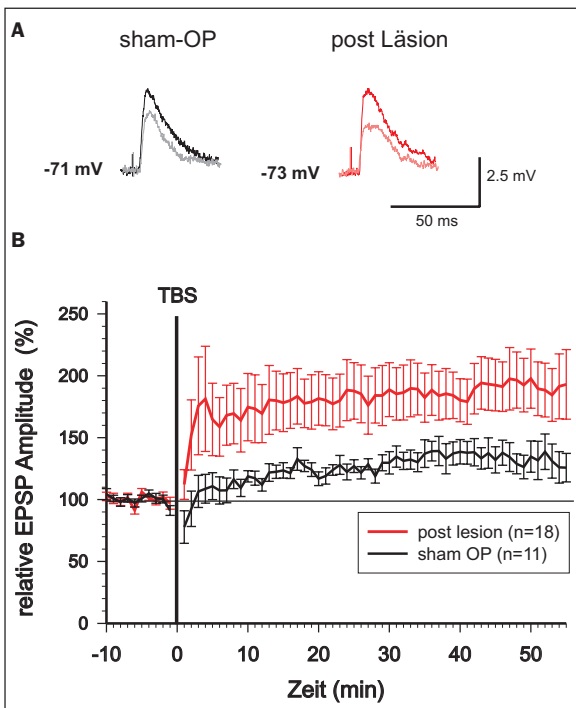 A
sham-OP
post Läsion
-71 mV
-73 mV
2.5 mV
50 ms
B
TBS
relative EPSP Amplitude (%)
250
200
150
100
50
0
post lesion (n=18)
sham OP (n=11)
-10 0 10 20 30 40 50
Zeit (min)